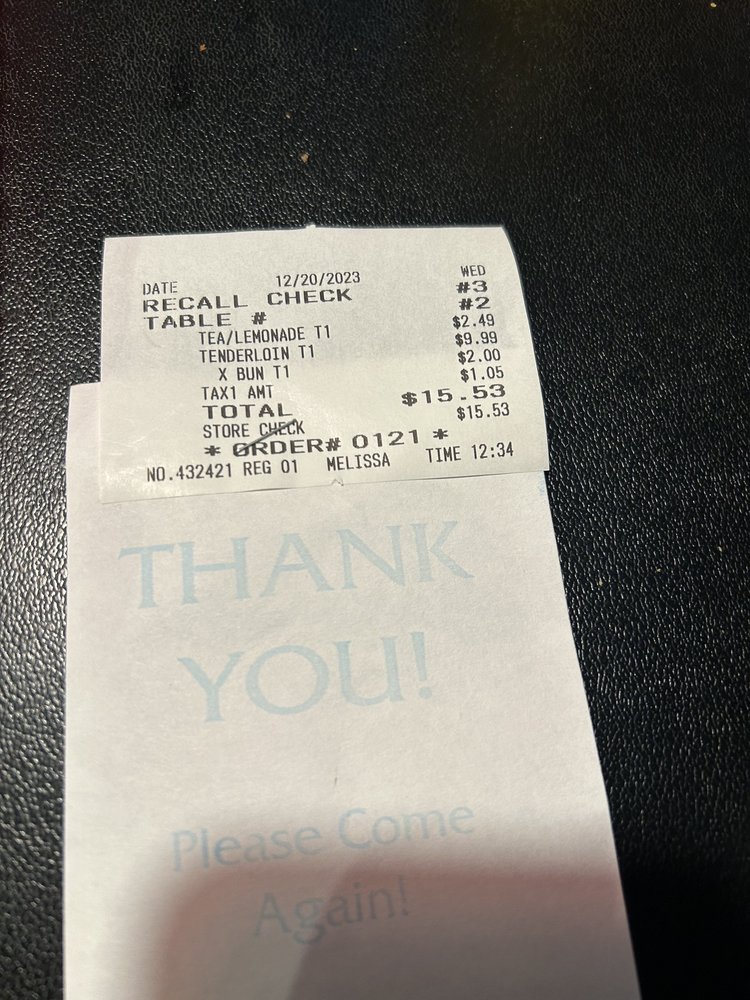 DATE 12/20/2023 WED
RECALL CHECK #3
TABLE # #2
TEA/LEMONADE T1 $2.49
TENDERLOIN T1 $9.99
X BUN T1 $2.00
TAX1 AMT $1.05
TOTAL $15.53
STORE CHECK $15.53
* ORDER# 0121 *
NO.432421 REG 01 MELISSA TIME 12:34
THANK
YOU!
Please Come
Again!